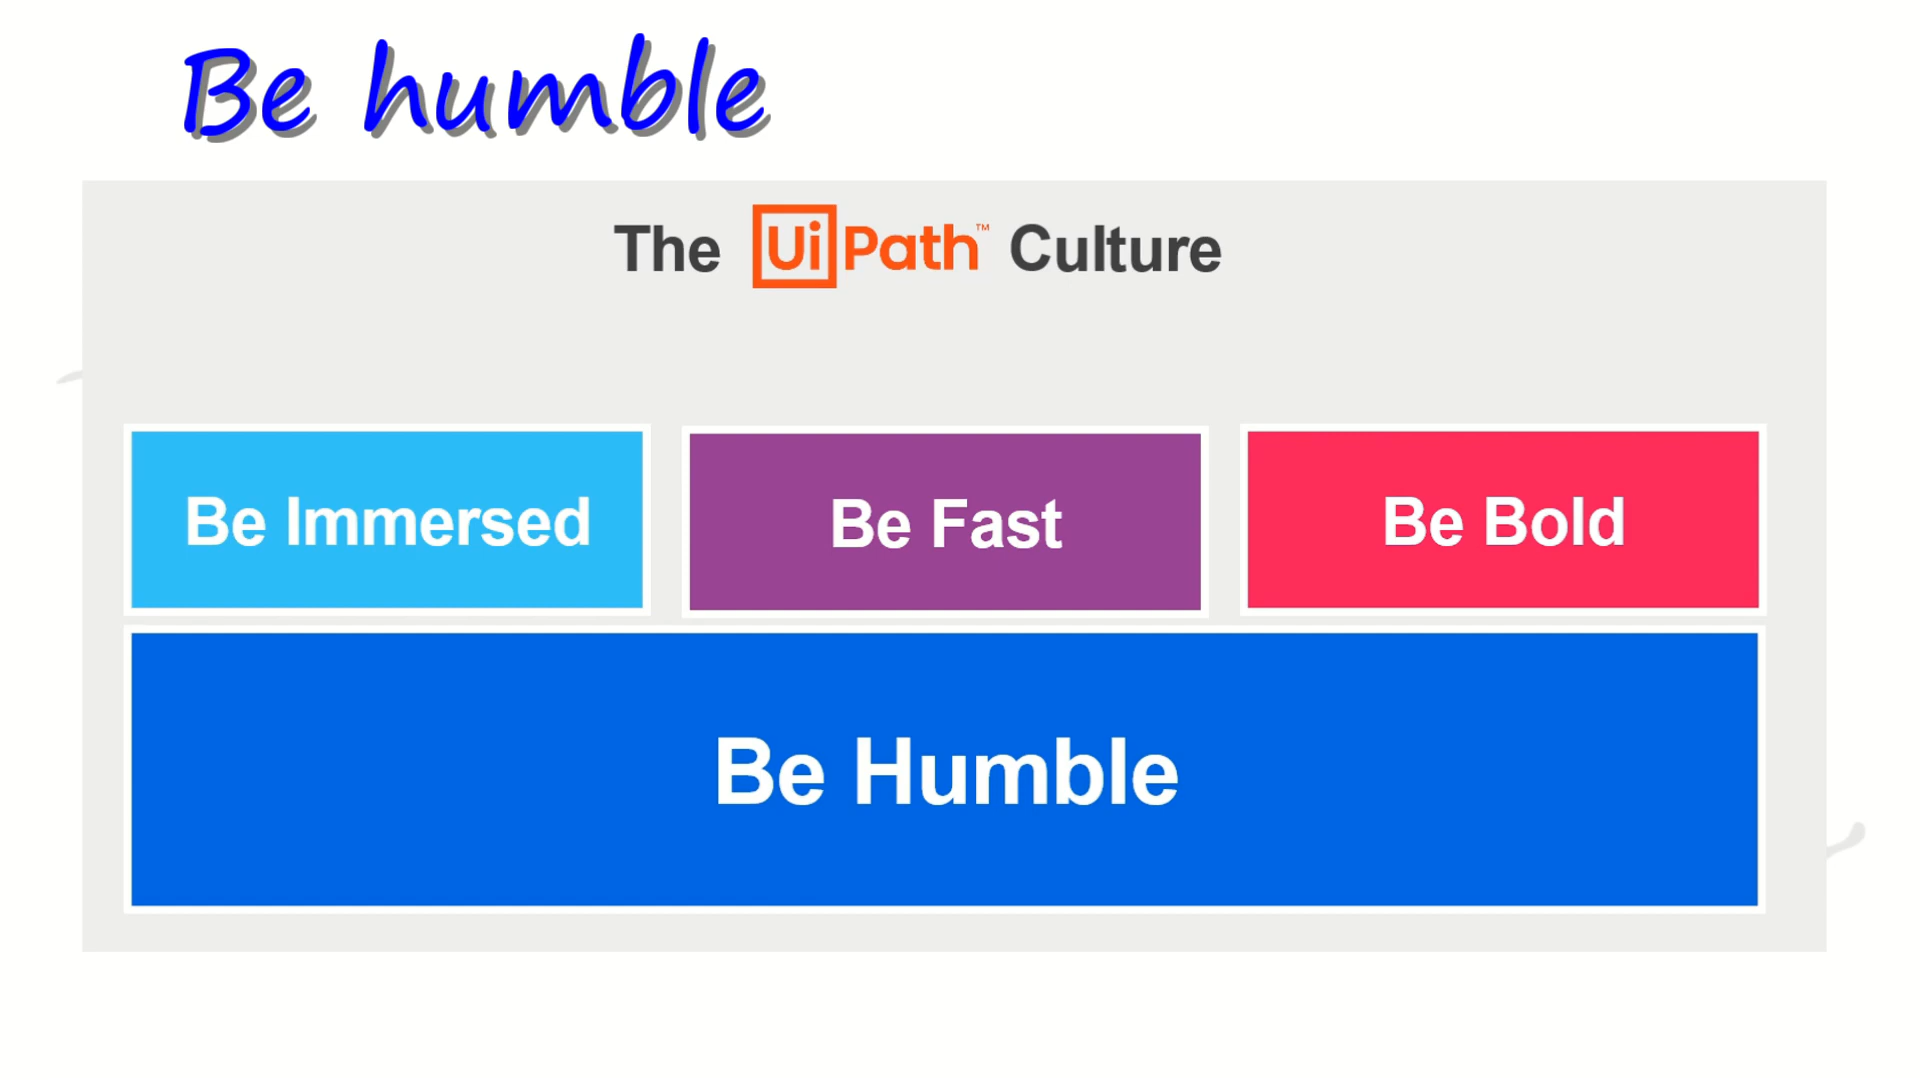 Be humble
The UiPath™ Culture
Be Immersed
Be Fast
Be Bold
Be Humble